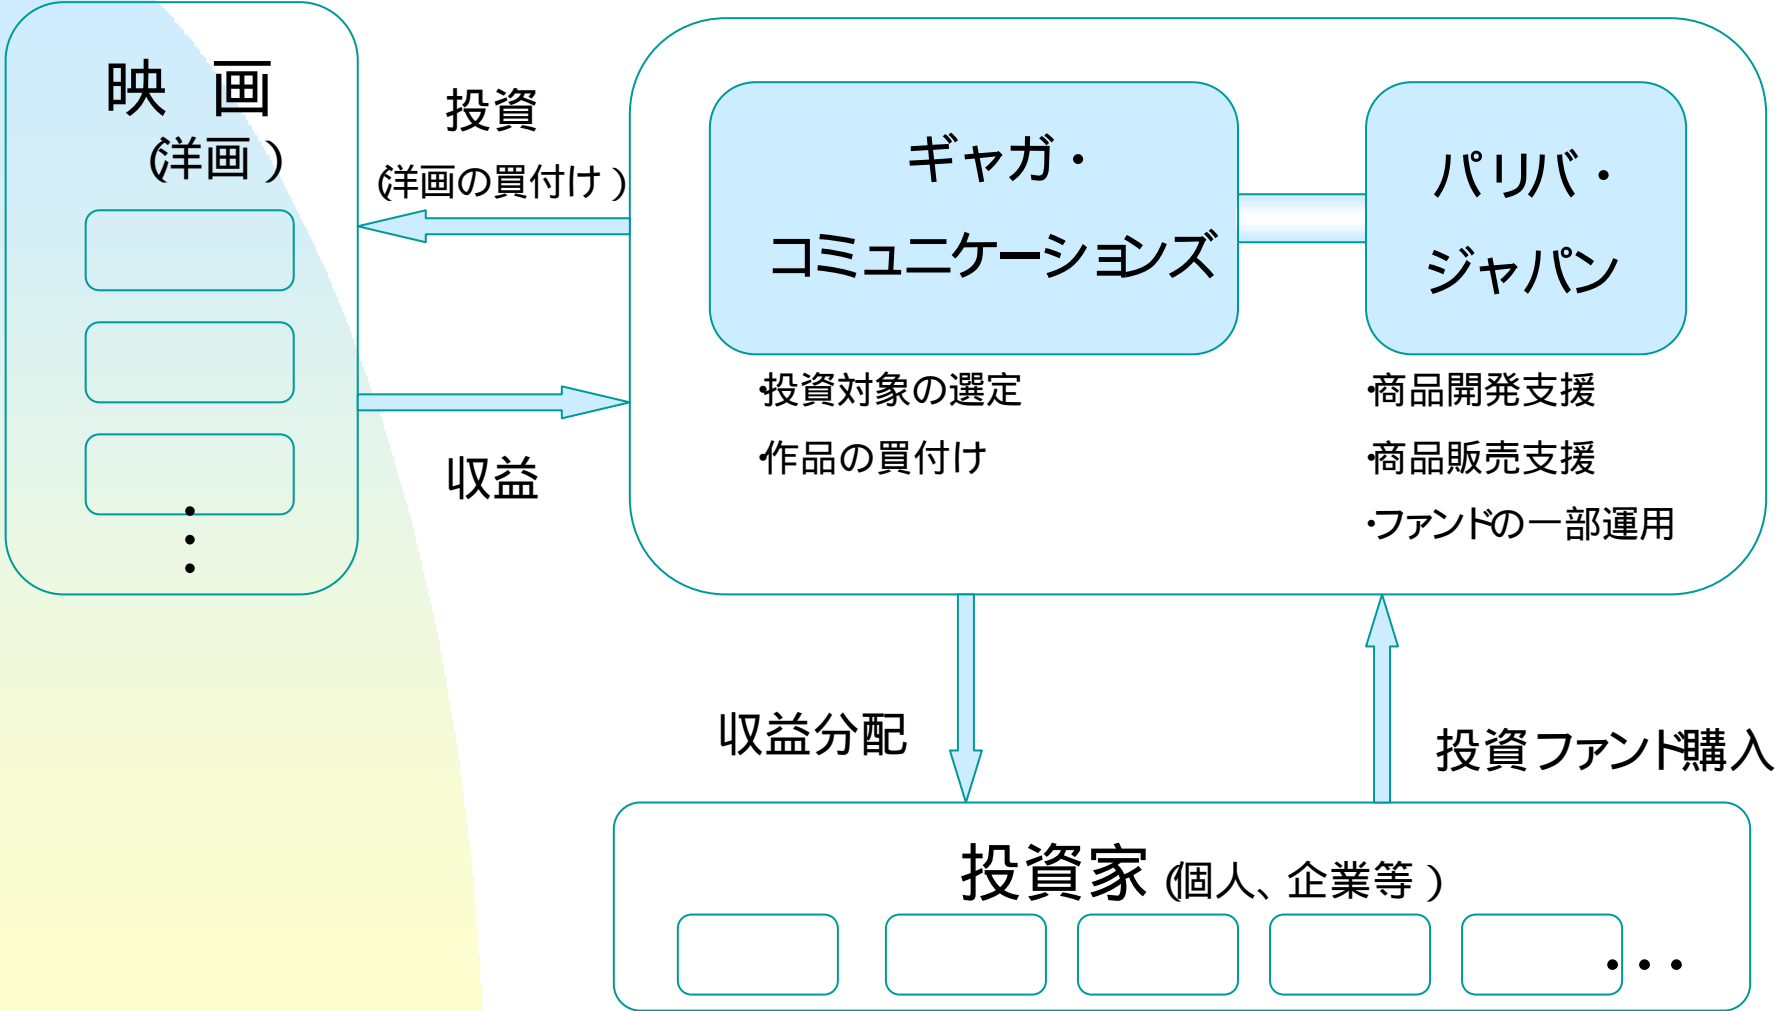 映 画
(洋画)
投資
(洋画の買付け)
収益
ギャガ・
コミュニケーションズ
パリバ・
ジャパン
・投資対象の選定
・作品の買付け
・商品開発支援
・商品販売支援
・ファンドの一部運用
収益分配
投資ファンド購入
投資家(個人、企業等)
・・・